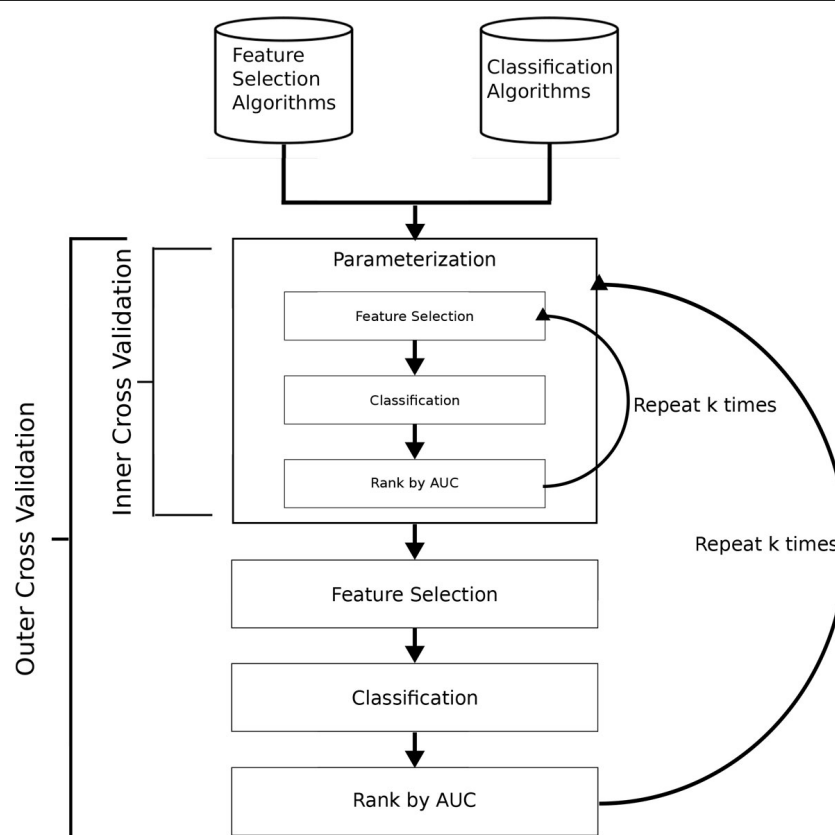 Feature
Selection
Algorithms
Classification
Algorithms
Parameterization
Feature Selection
Classification
Rank by AUC
Repeat k times
Inner Cross Validation
Outer Cross Validation
Repeat k times
Feature Selection
Classification
Rank by AUC